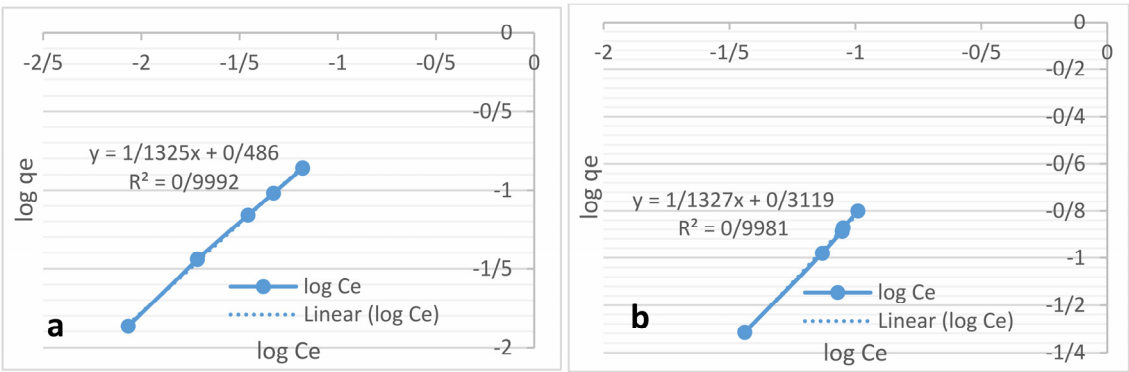 0
-2/5 -2 -1/5 -1 -0/5 0
-0/5
y = 1/1325x + 0/486
R² = 0/9992
-1
log qe
-1/5
log Ce
Linear (log Ce)
a
-2
log Ce
0
-2 -1/5 -1 -0/5 0
-0/2
-0/4
-0/6
y = 1/1327x + 0/3119
R² = 0/9981
-0/8
log qe
-1
log Ce
-1/2
Linear (log Ce)
b
-1/4
log Ce